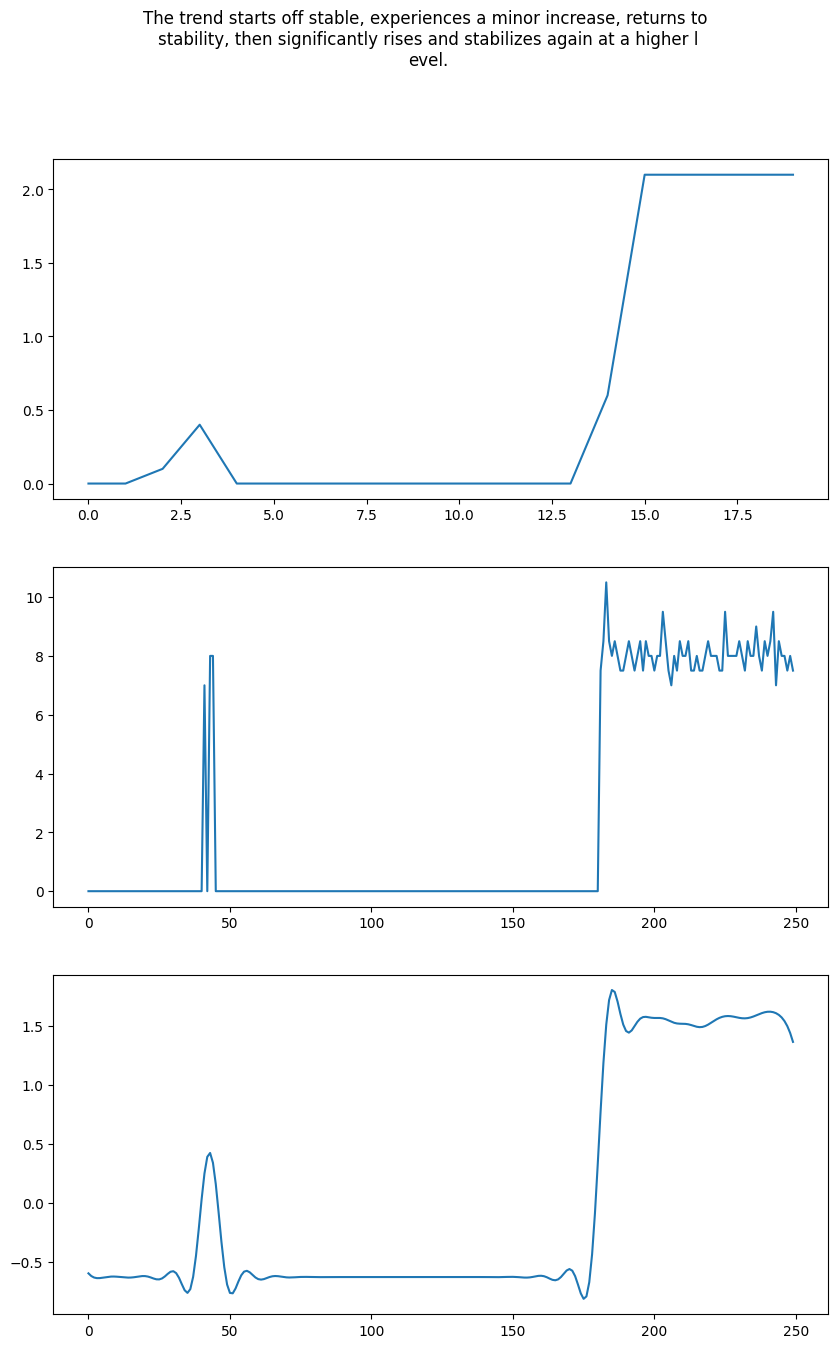 The trend starts off stable, experiences a minor increase, returns to
stability, then significantly rises and stabilizes again at a higher l
evel.
2.0
1.5
1.0
0.5
0.0
0.0 2.5 5.0 7.5 10.0 12.5 15.0 17.5
10
8
6
4
2
0
0 50 100 150 200 250
1.5
1.0
0.5
0.0
−0.5
0 50 100 150 200 250